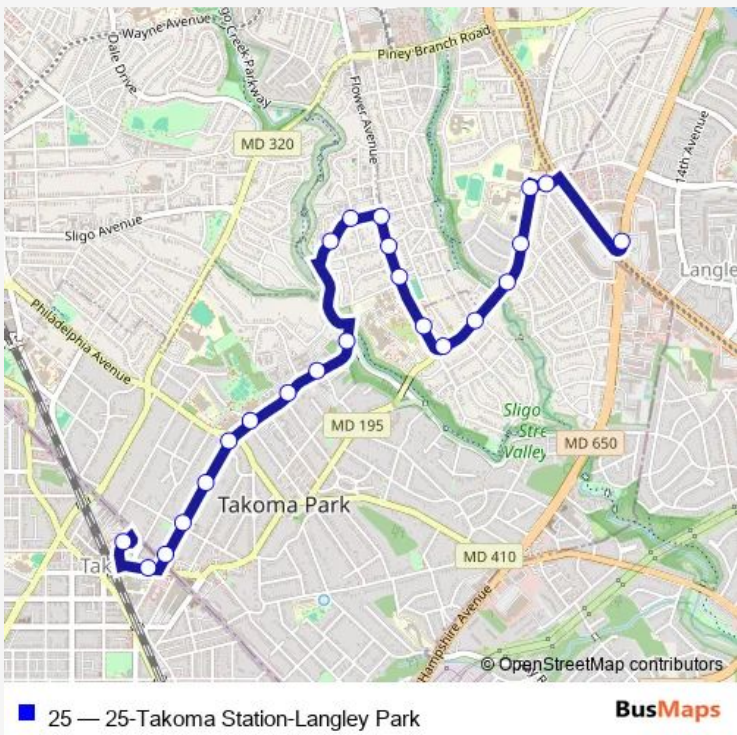 Wayne Avenue
Dale Drive
go Creek Parkway
Piney Branch Road
Flower Avenue
14th Avenue
MD 320
Sligo Avenue
Langle
Philadelphia Avenue
MD 195
Sligo
Stre
Valley
MD 650
Takoma Park
MD 410
Tak
Hampshire Avenue
© OpenStreetMap contributors
25 — 25-Takoma Station-Langley Park
BusMaps